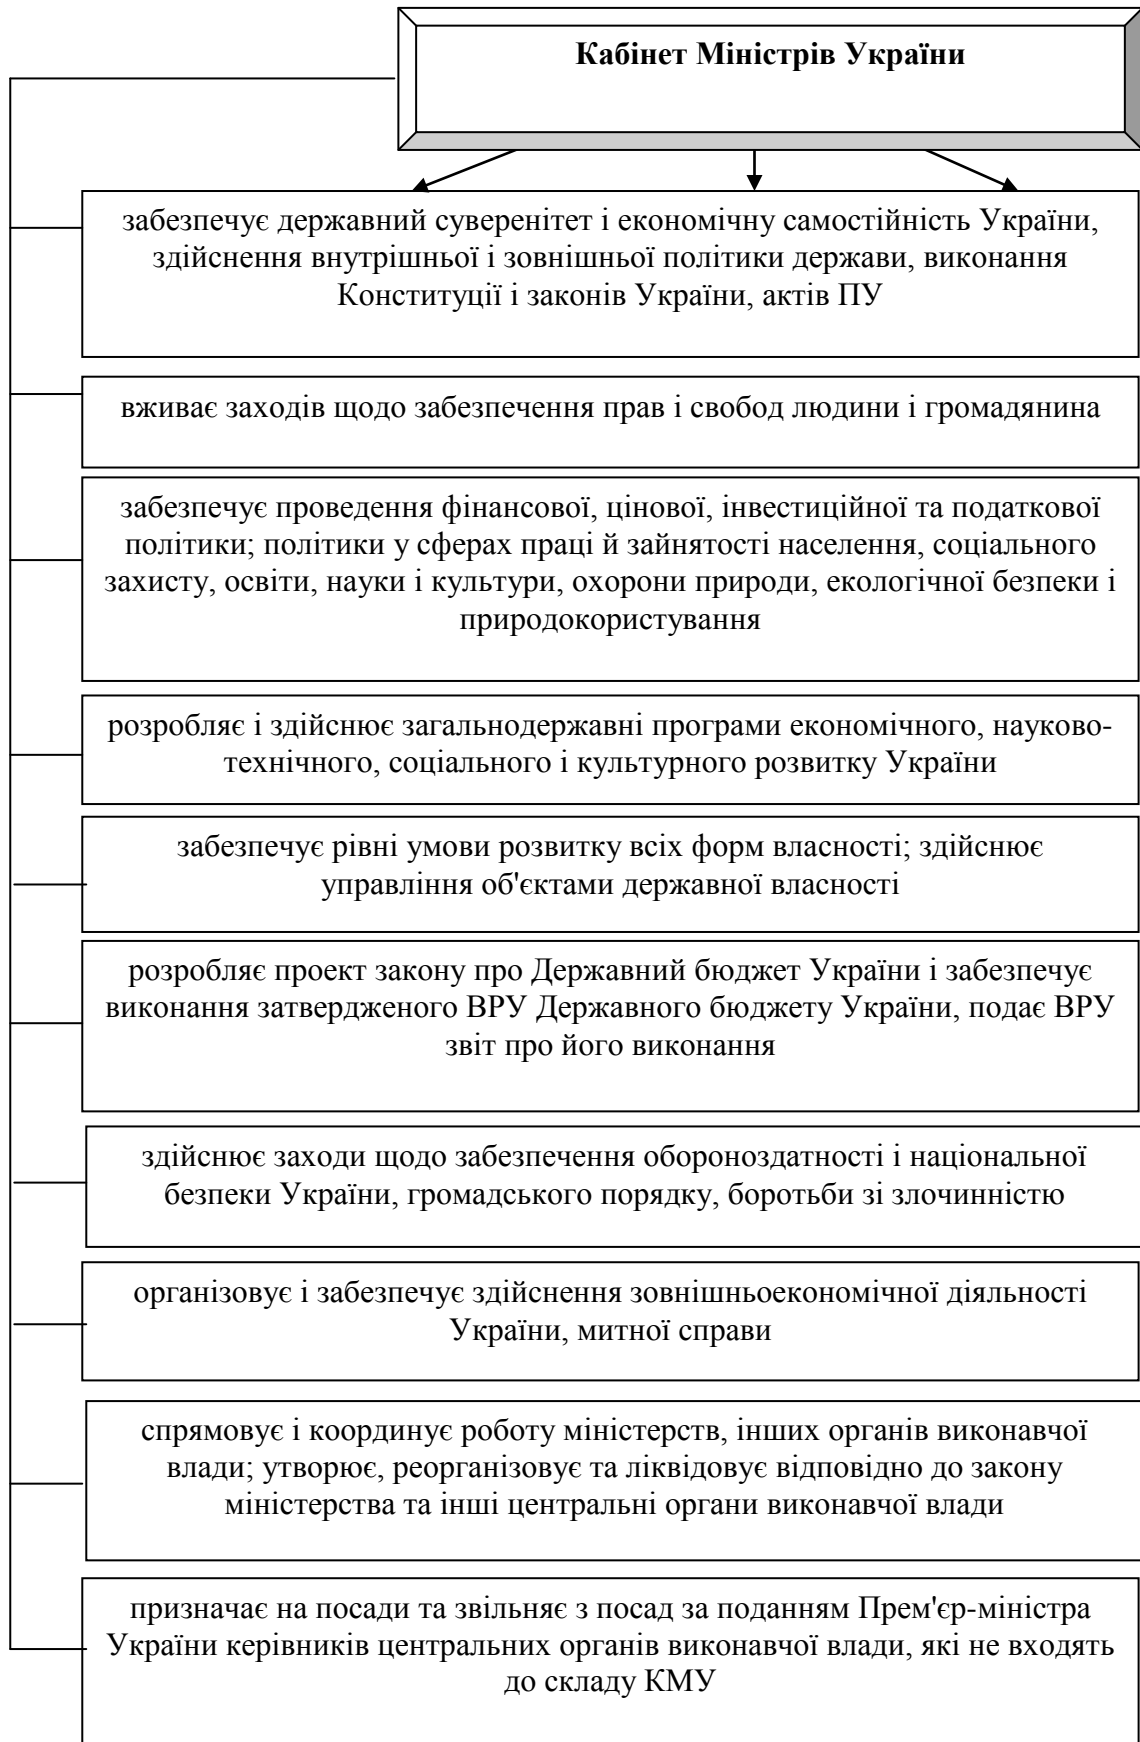 Кабінет Міністрів України
забезпечує державний суверенітет і економічну самостійність України,
здійснення внутрішньої і зовнішньої політики держави, виконання
Конституції і законів України, актів ПУ
вживає заходів щодо забезпечення прав і свобод людини і громадянина
забезпечує проведення фінансової, цінової, інвестиційної та податкової
політики; політики у сферах праці й зайнятості населення, соціального
захисту, освіти, науки і культури, охорони природи, екологічної безпеки і
природокористування
розробляє і здійснює загальнодержавні програми економічного, науково-
технічного, соціального і культурного розвитку України
забезпечує рівні умови розвитку всіх форм власності; здійснює
управління об'єктами державної власності
розробляє проект закону про Державний бюджет України і забезпечує
виконання затвердженого ВРУ Державного бюджету України, подає ВРУ
звіт про його виконання
здійснює заходи щодо забезпечення обороноздатності і національної
безпеки України, громадського порядку, боротьби зі злочинністю
організовує і забезпечує здійснення зовнішньоекономічної діяльності
України, митної справи
спрямовує і координує роботу міністерств, інших органів виконавчої
влади; утворює, реорганізовує та ліквідовує відповідно до закону
міністерства та інші центральні органи виконавчої влади
призначає на посади та звільняє з посад за поданням Прем'єр-міністра
України керівників центральних органів виконавчої влади, які не входять
до складу КМУ